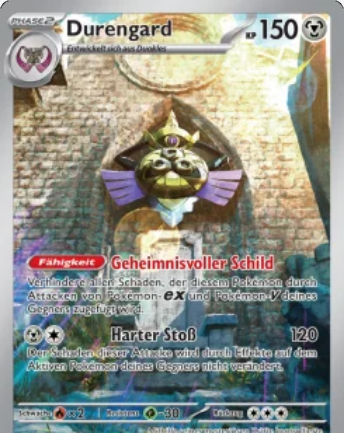 PHASE 2
Durengard
KP 150
Entwickelt sich aus Duokles
Fähigkeit Geheimnisvoller Schild
Verhindere allen Schaden, der diesem Pokémon durch
Attacken von Pokémon-ex und Pokémon-V deines
Gegners zugefügt wird.
Harter Stoß 120
Der Schaden dieser Attacke wird durch Effekte auf dem
Aktiven Pokémon deines Gegners nicht verändert.
Schwäche ×2 Resistenz -30 Rückzug